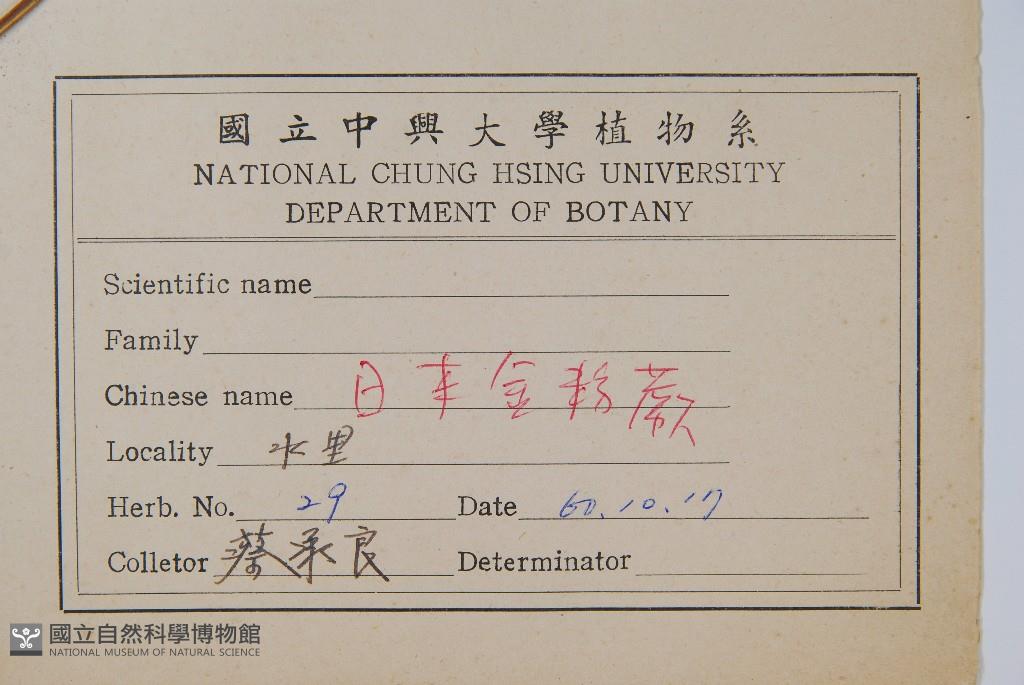 國立中興大學植物系
NATIONAL CHUNG HSING UNIVERSITY
DEPARTMENT OF BOTANY
Scientific name
Family
Chinese name 日本金粉蕨
Locality 水里
Herb. No. 29 Date 60.10.17
Colletor 蔡承良 Determinator
國立自然科學博物館
NATIONAL MUSEUM OF NATURAL SCIENCE